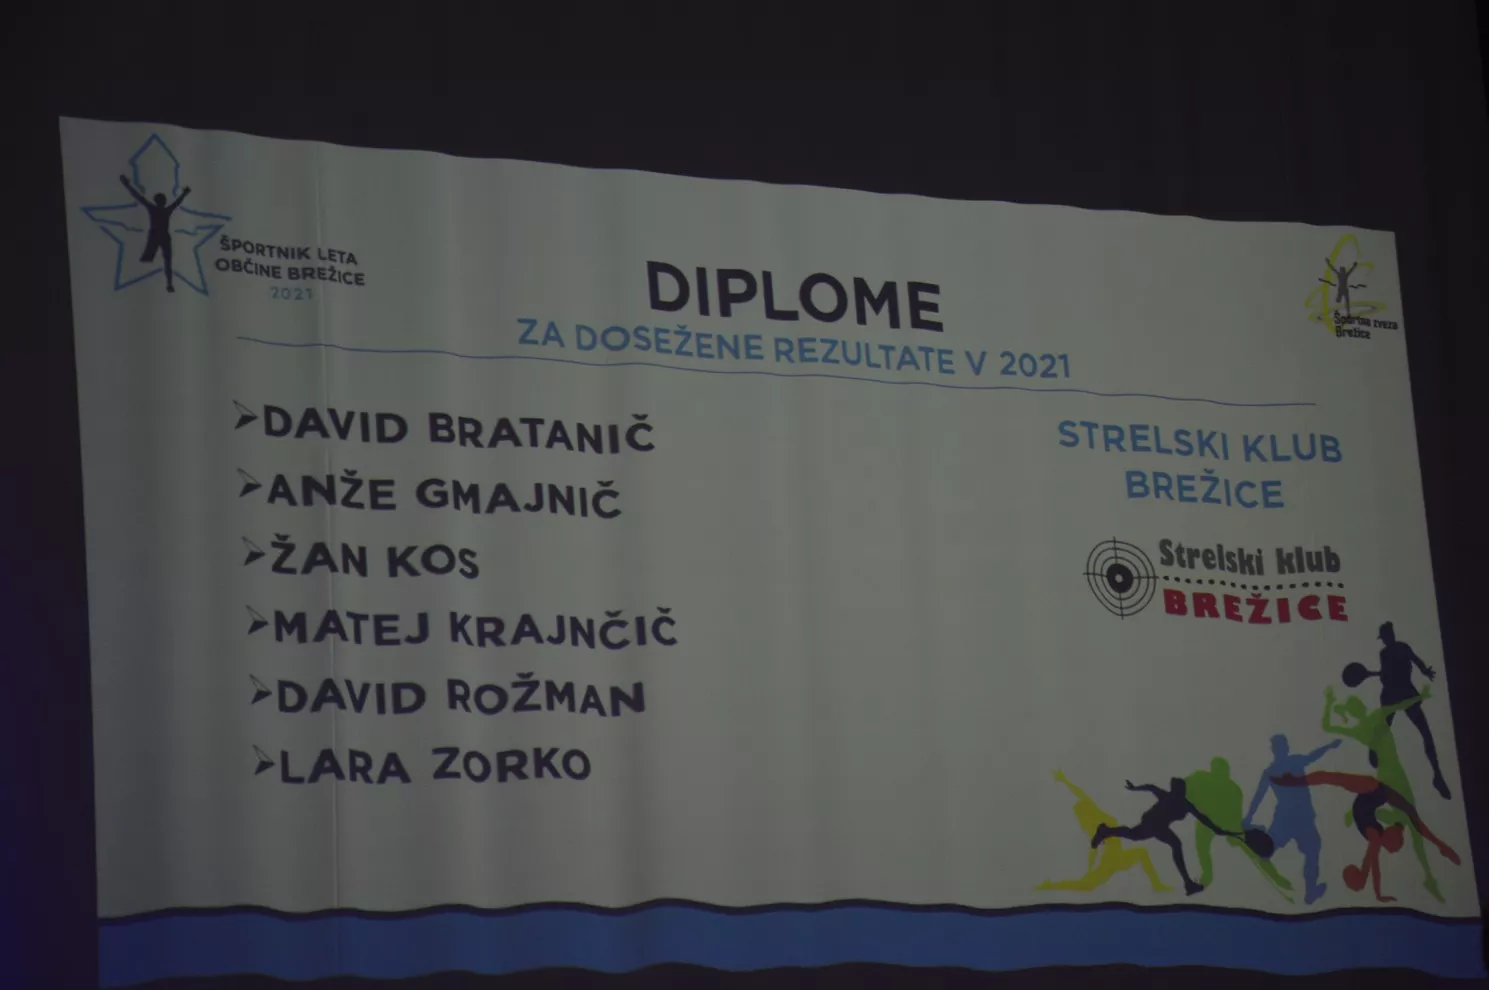 ŠPORTNIK LETA
OBČINE BREŽICE
2021
Športna zveza
Brežice
DIPLOME
ZA DOSEŽENE REZULTATE V 2021
➢DAVID BRATANIČ
➢ANŽE GMAJNIČ
➢ŽAN KOS
➢MATEJ KRAJNČIČ
➢DAVID ROŽMAN
➢LARA ZORKO
STRELSKI KLUB
BREŽICE
Strelski klub
BREŽICE